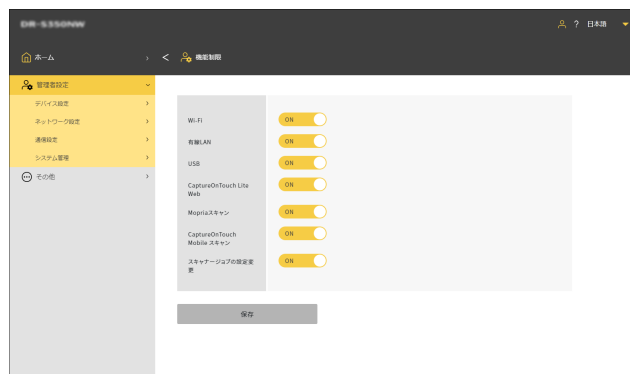 DR-S350NW
? 日本語
ホーム
< 機能制限
管理者設定
デバイス設定
ネットワーク設定
通信設定
システム管理
その他
Wi-Fi ON
有線LAN ON
USB ON
CaptureOnTouch Lite
Web ON
Mopriaスキャン ON
CaptureOnTouch
Mobile スキャン ON
スキャナージョブの設定変
更 ON
保存